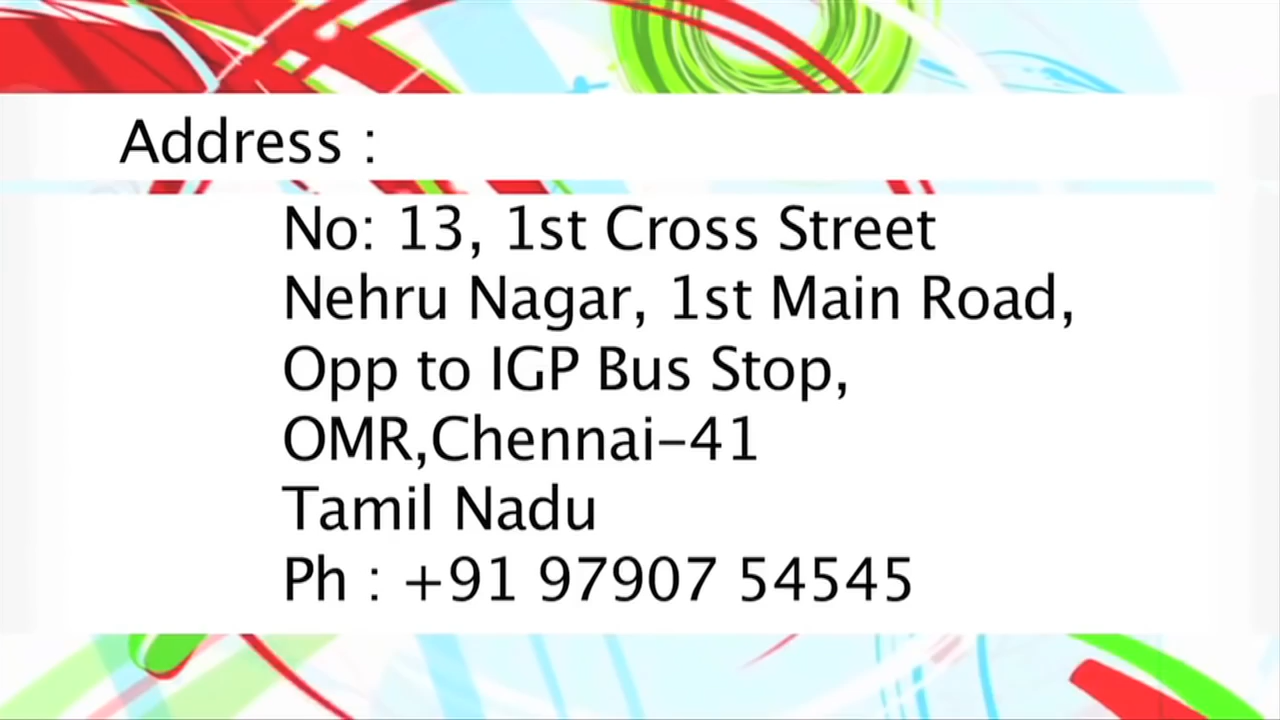 Address :
No: 13, 1st Cross Street
Nehru Nagar, 1st Main Road,
Opp to IGP Bus Stop,
OMR,Chennai-41
Tamil Nadu
Ph : +91 97907 54545